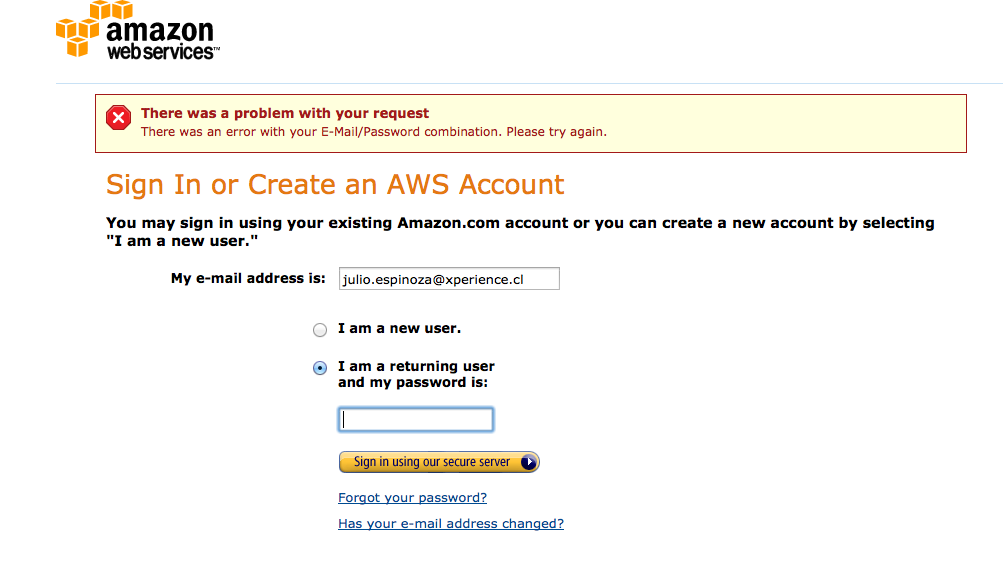 amazon
webservices™
There was a problem with your request
There was an error with your E-Mail/Password combination. Please try again.
Sign In or Create an AWS Account
You may sign in using your existing Amazon.com account or you can create a new account by selecting
"I am a new user."
My e-mail address is: julio.espinoza@xperience.cl
I am a new user.
I am a returning user
and my password is:
Sign in using our secure server
Forgot your password?
Has your e-mail address changed?